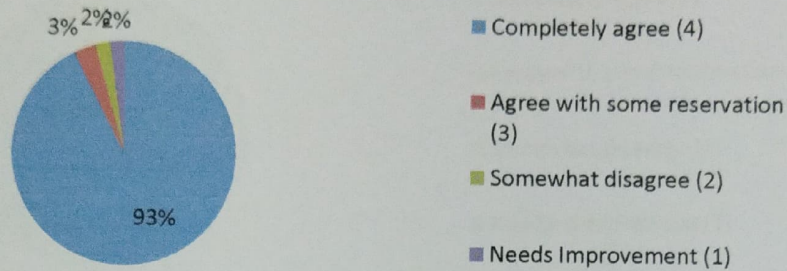 3% 2% 2%
93%
Completely agree (4)
Agree with some reservation
(3)
Somewhat disagree (2)
Needs Improvement (1)